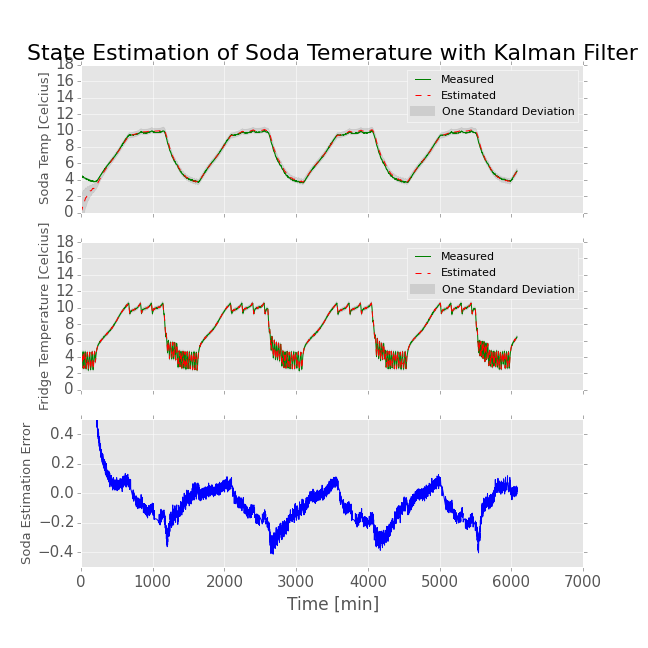 State Estimation of Soda Temerature with Kalman Filter
Soda Temp [Celcius]
18
16
14
12
10
8
6
4
2
0
Measured
Estimated
One Standard Deviation
Fridge Temperature [Celcius]
18
16
14
12
10
8
6
4
2
0
Measured
Estimated
One Standard Deviation
Soda Estimation Error
0.4
0.2
0.0
−0.2
−0.4
0 1000 2000 3000 4000 5000 6000 7000
Time [min]